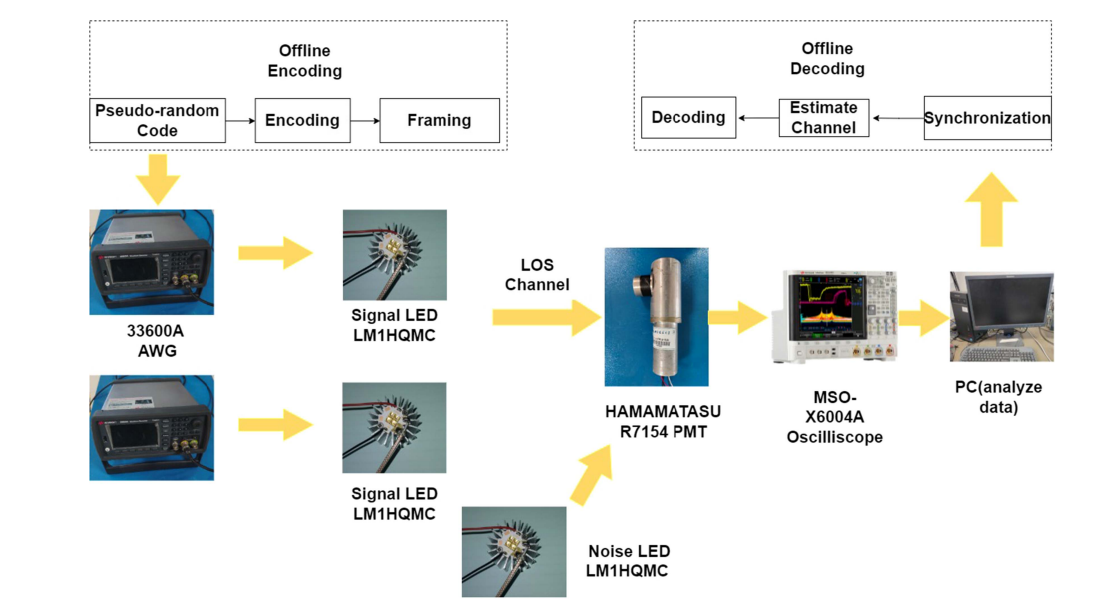 Offline
Encoding
Pseudo-random
Code
Encoding
Framing
Offline
Decoding
Decoding
Estimate
Channel
Synchronization
33600A
AWG
Signal LED
LM1HQMC
LOS
Channel
HAMAMATASU
R7154 PMT
MSO-
X6004A
Oscilliscope
PC(analyze
data)
Signal LED
LM1HQMC
Noise LED
LM1HQMC